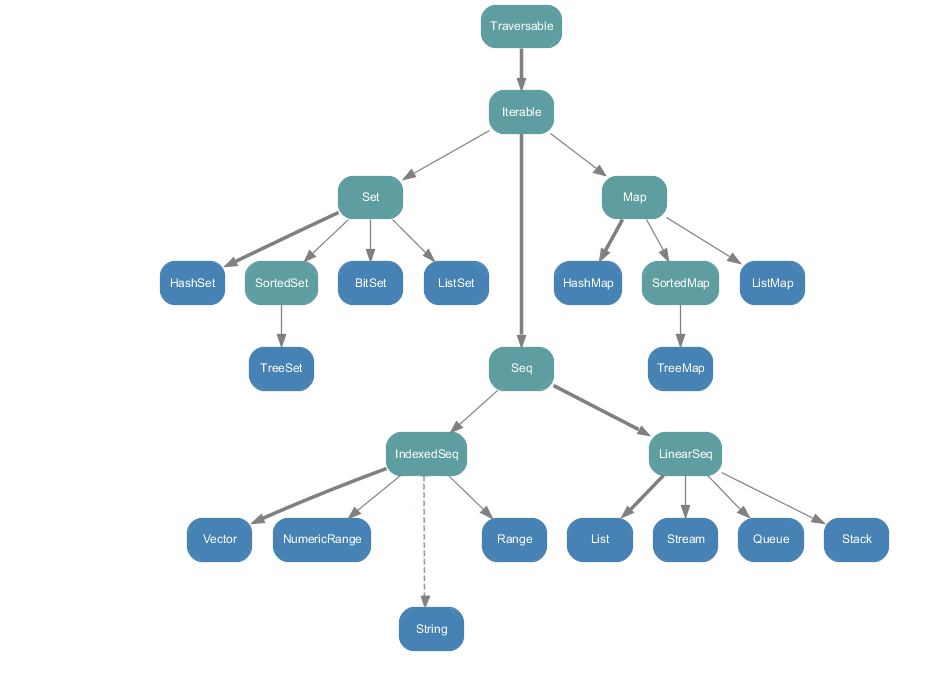 Traversable
Iterable
Set
Map
HashSet
SortedSet
BitSet
ListSet
HashMap
SortedMap
ListMap
TreeSet
Seq
TreeMap
IndexedSeq
LinearSeq
Vector
NumericRange
Range
List
Stream
Queue
Stack
String